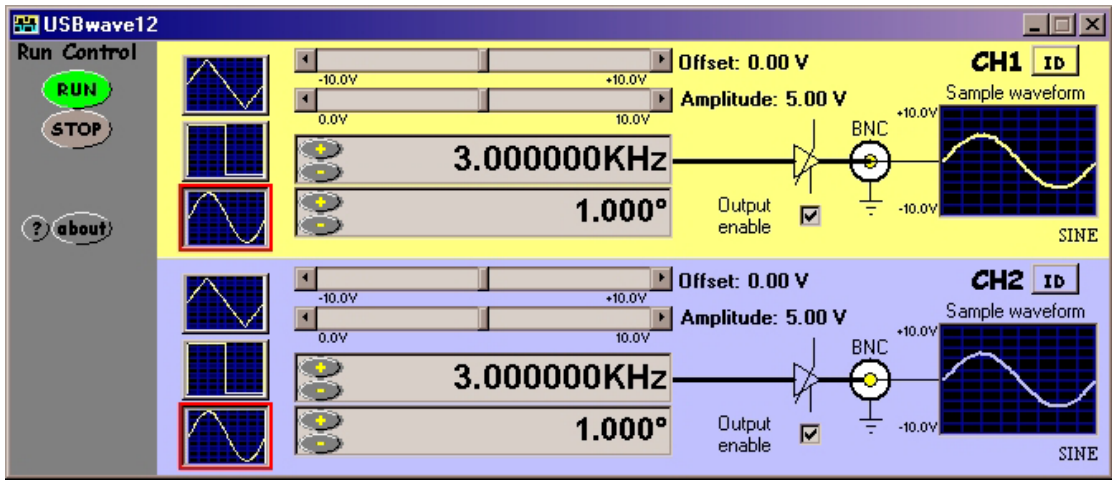 USBwave12
Run Control
RUN
STOP
? about
-10.0V +10.0V
Offset: 0.00 V
0.0V 10.0V
Amplitude: 5.00 V
+ -
3.000000KHz
+ -
1.000°
Output
enable
BNC
CH1 ID
Sample waveform
+10.0V
-10.0V
SINE
-10.0V +10.0V
Offset: 0.00 V
0.0V 10.0V
Amplitude: 5.00 V
+ -
3.000000KHz
+ -
1.000°
Output
enable
BNC
CH2 ID
Sample waveform
+10.0V
-10.0V
SINE